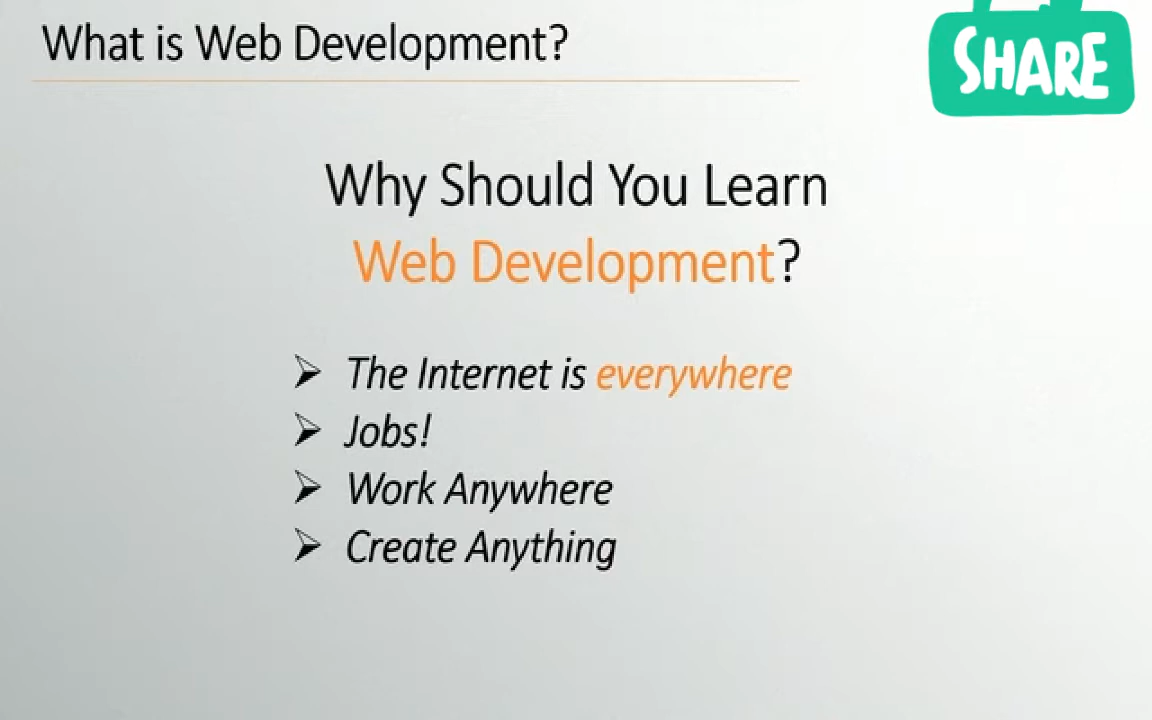 What is Web Development?
SHARE
Why Should You Learn
Web Development?
The Internet is everywhere
Jobs!
Work Anywhere
Create Anything